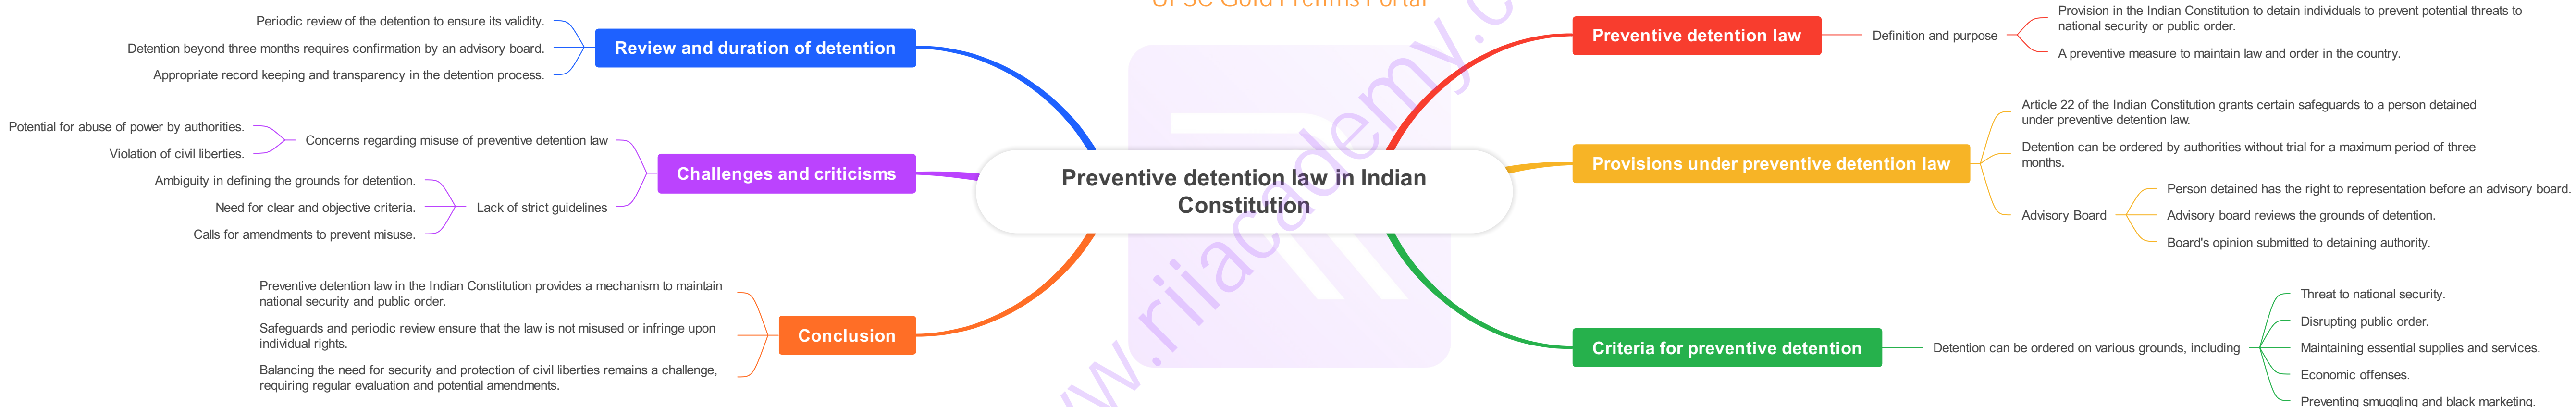 UPSC Gold Prelims Portal
Periodic review of the detention to ensure its validity.
Detention beyond three months requires confirmation by an advisory board.
Appropriate record keeping and transparency in the detention process.
Review and duration of detention
Potential for abuse of power by authorities.
Violation of civil liberties.
Concerns regarding misuse of preventive detention law
Ambiguity in defining the grounds for detention.
Need for clear and objective criteria.
Calls for amendments to prevent misuse.
Lack of strict guidelines
Challenges and criticisms
Preventive detention law in the Indian Constitution provides a mechanism to maintain
national security and public order.
Safeguards and periodic review ensure that the law is not misused or infringe upon
individual rights.
Balancing the need for security and protection of civil liberties remains a challenge,
requiring regular evaluation and potential amendments.
Conclusion
Preventive detention law in Indian
Constitution
Preventive detention law
Definition and purpose
Provision in the Indian Constitution to detain individuals to prevent potential threats to
national security or public order.
A preventive measure to maintain law and order in the country.
Provisions under preventive detention law
Article 22 of the Indian Constitution grants certain safeguards to a person detained
under preventive detention law.
Detention can be ordered by authorities without trial for a maximum period of three
months.
Advisory Board
Person detained has the right to representation before an advisory board.
Advisory board reviews the grounds of detention.
Board's opinion submitted to detaining authority.
Criteria for preventive detention
Detention can be ordered on various grounds, including
Threat to national security.
Disrupting public order.
Maintaining essential supplies and services.
Economic offenses.
Preventing smuggling and black marketing.